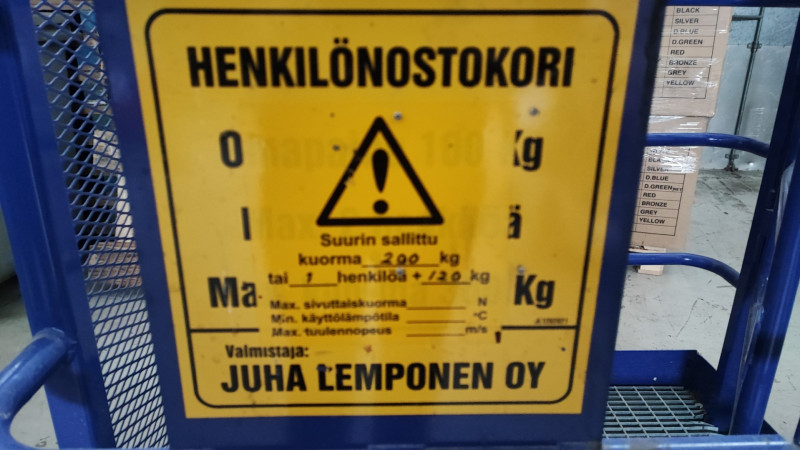 HENKILÖNOSTOKORI
O Kg
Suurin sallittu
kuorma 200 kg
tai 1 henkilöä + 120 kg
Ma Kg
Max. sivuttaiskuorma N
Min. käyttölämpötila °C
Max. tuulennopeus m/s
Valmistaja:
JUHA LEMPONEN OY
BLACK
SILVER
D.BLUE
D.GREEN
RED
BRONZE
GREY
YELLOW
SILVER
D.BLUE
D.GREEN
RED
BRONZE
GREY
YELLOW